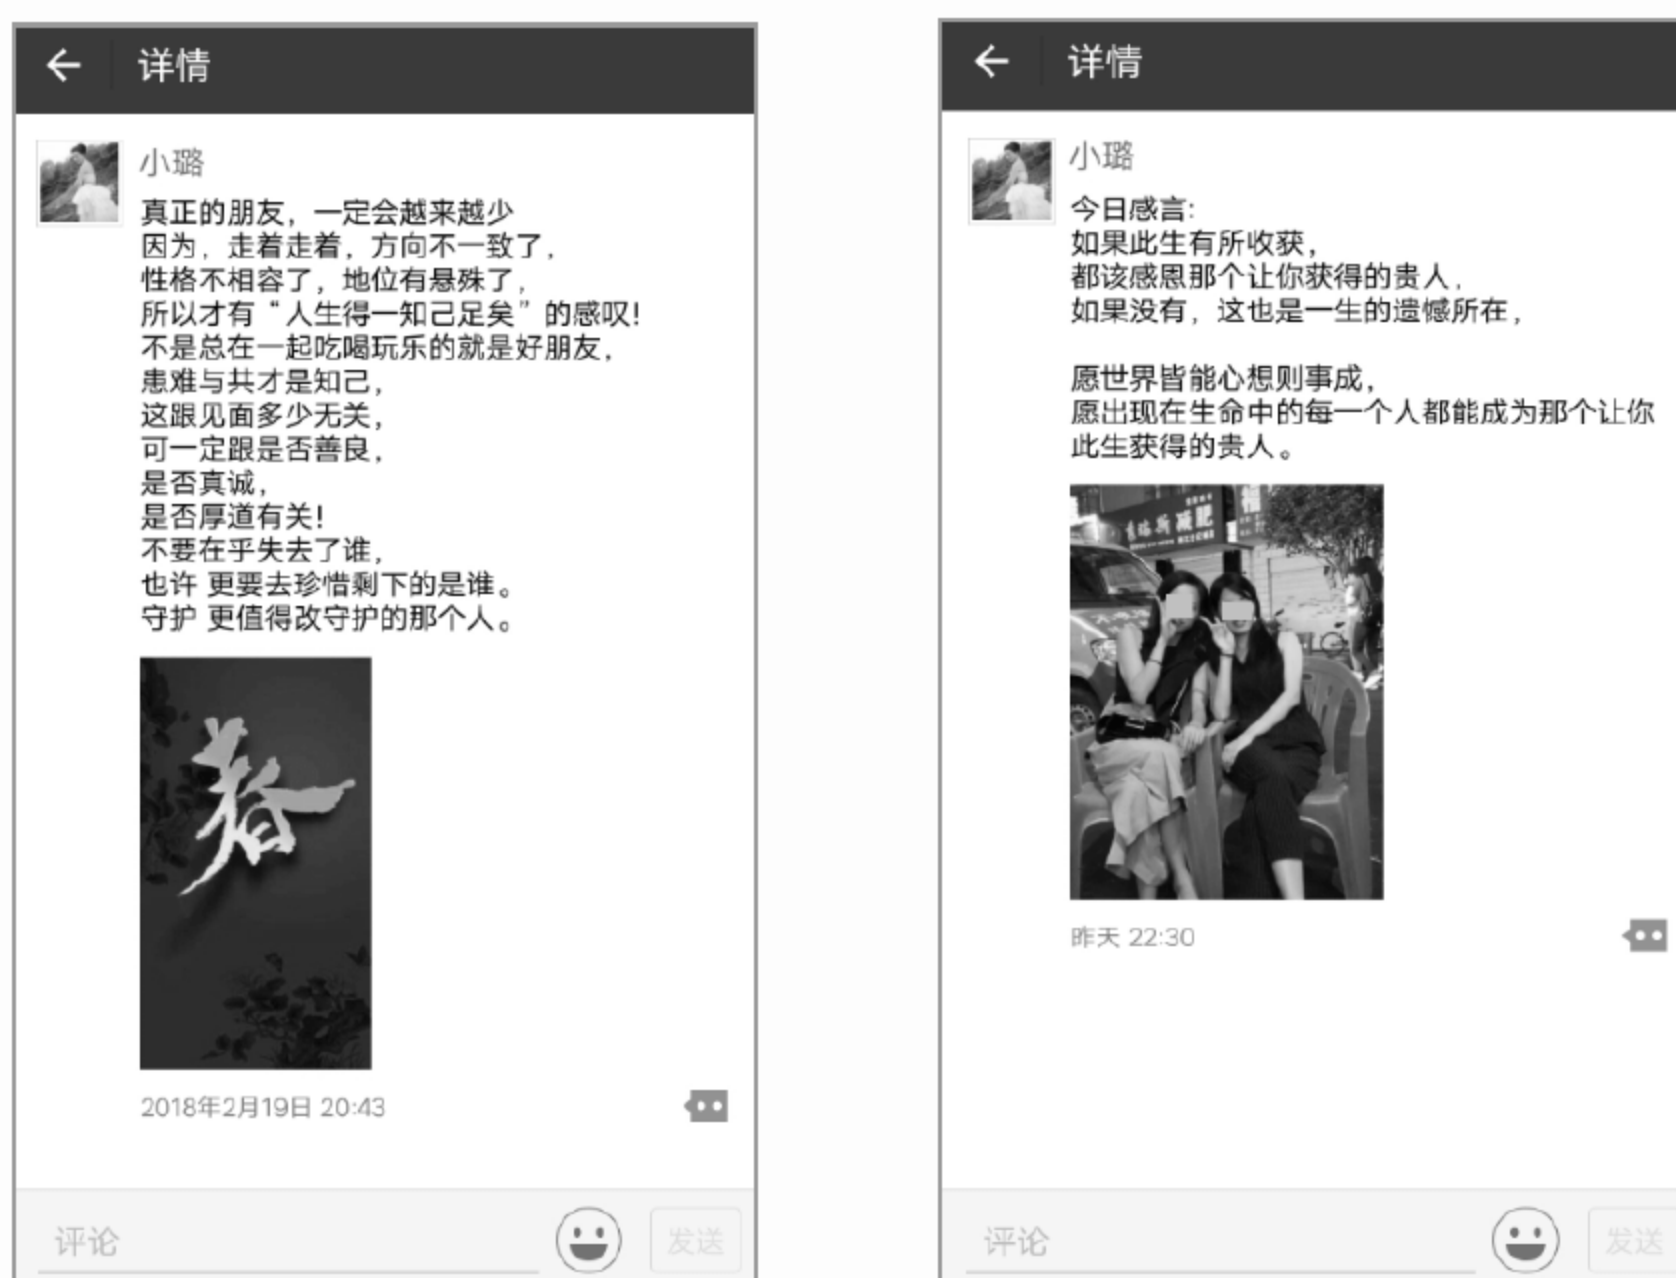 详情
小璐
真正的朋友，一定会越来越少
因为，走着走着，方向不一致了，
性格不相容了，地位有悬殊了，
所以才有“人生得一知己足矣”的感叹！
不是总在一起吃喝玩乐的就是好朋友，
患难与共才是知己，
这跟见面多少无关，
可一定跟是否善良，
是否真诚，
是否厚道有关！
不要在乎失去了谁，
也许 更要去珍惜剩下的是谁。
守护 更值得改守护的那个人。
春
2018年2月19日 20:43
评论
发送
详情
小璐
今日感言：
如果此生有所收获，
都该感恩那个让你获得的贵人，
如果没有，这也是一生的遗憾所在，
愿世界皆能心想则事成，
愿出现在生命中的每一个人都能成为那个让你
此生获得的贵人。
减肥
昨天 22:30
评论
发送